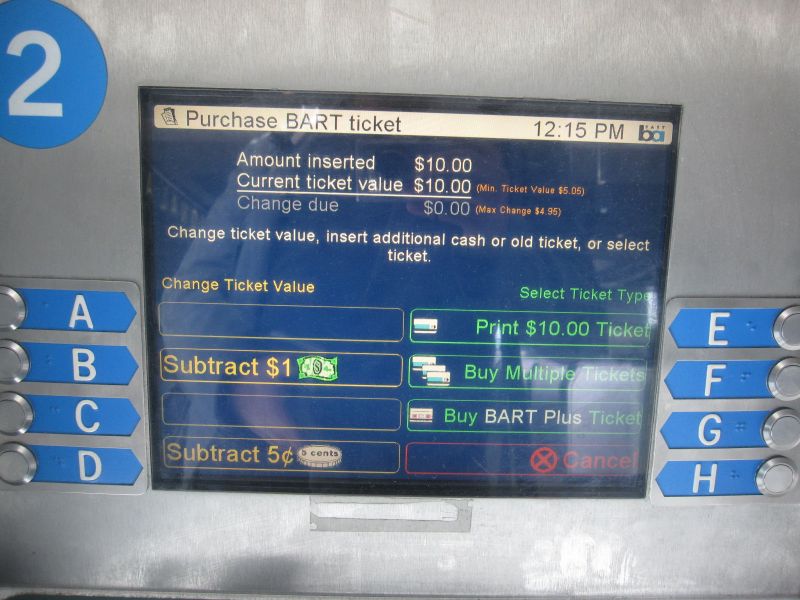 2
Purchase BART ticket 12:15 PM ba
Amount inserted $10.00
Current ticket value $10.00 (Min. Ticket Value $5.05)
Change due $0.00 (Max Change $4.95)
Change ticket value, insert additional cash or old ticket, or select
ticket.
Change Ticket Value
Select Ticket Type
A
Print $10.00 Ticket
E
B
Subtract $1
Buy Multiple Tickets
F
C
Buy BART Plus Ticket
G
D
Subtract 5¢ 5 cents
Cancel
H